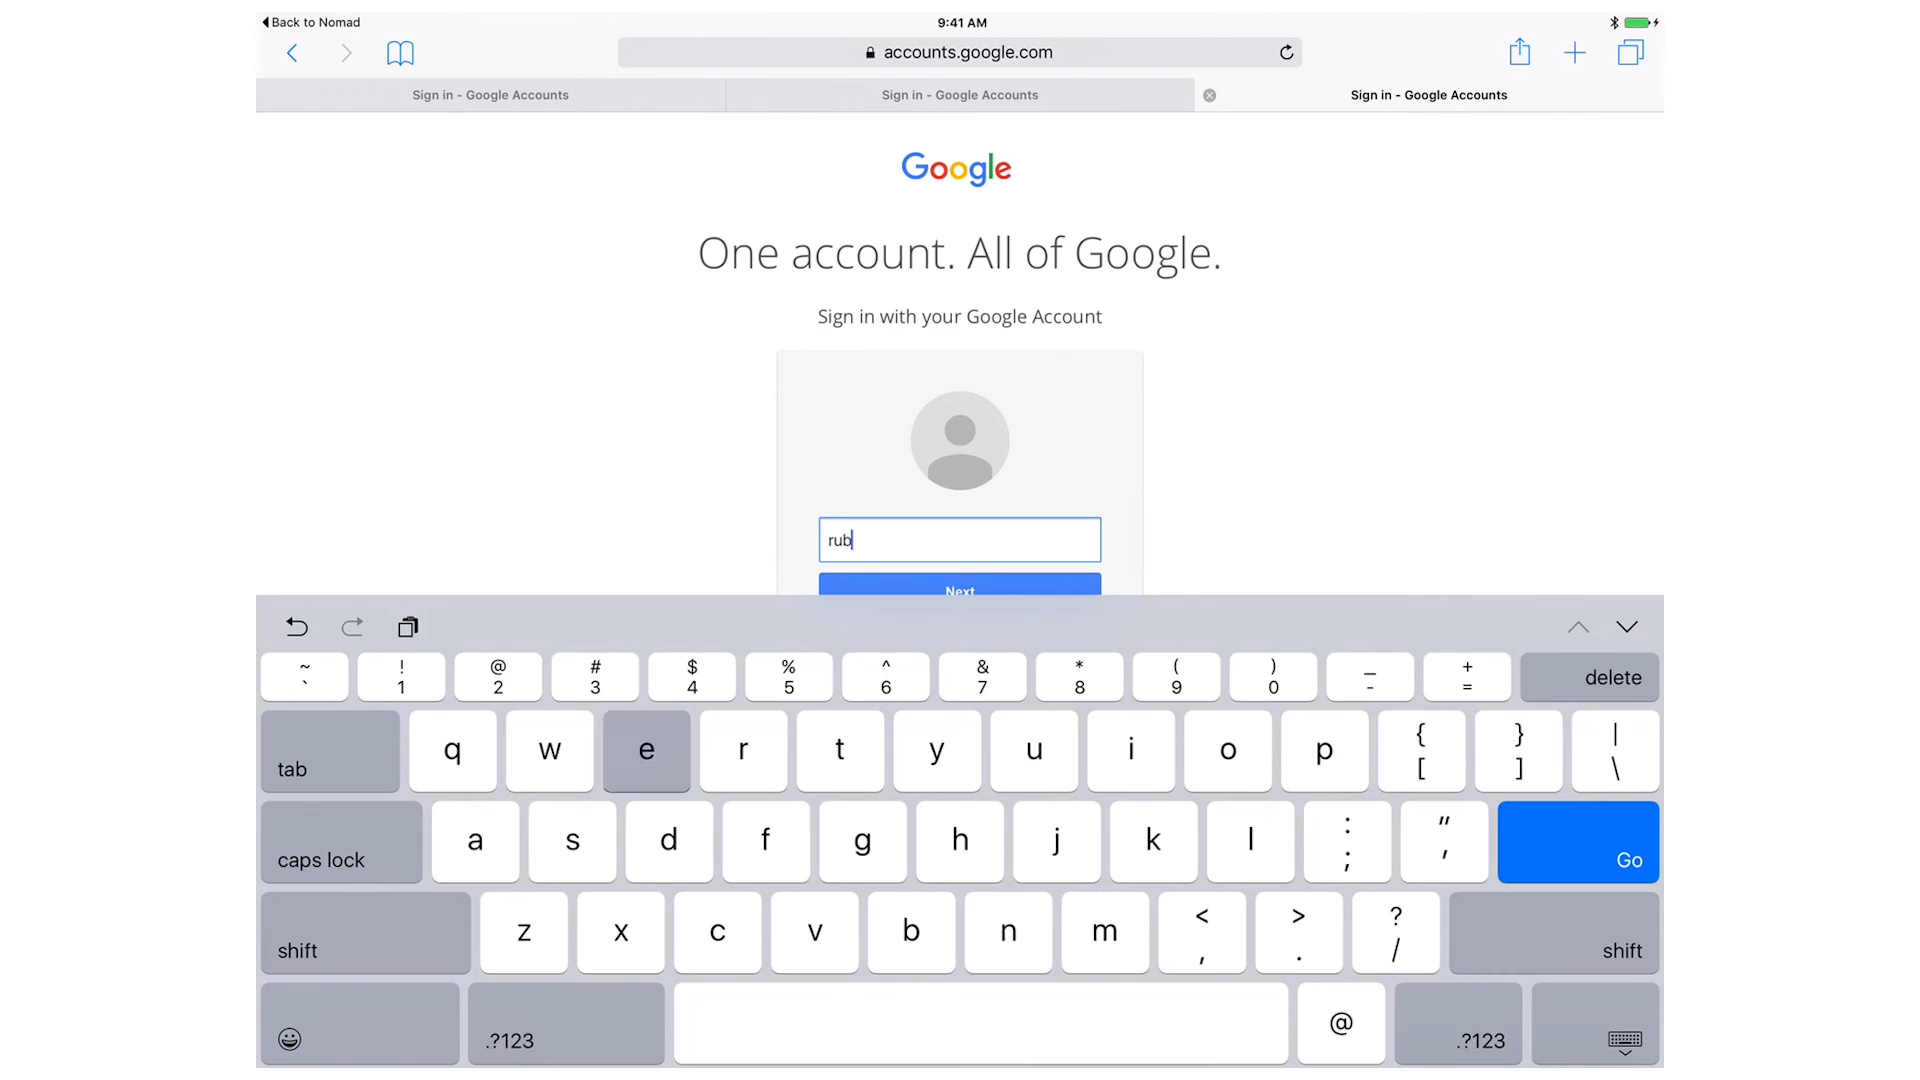 Back to Nomad
9:41 AM
accounts.google.com
Sign in - Google Accounts
Sign in - Google Accounts
Sign in - Google Accounts
Google
One account. All of Google.
Sign in with your Google Account
rub
Next
~ ! @ # $ % ^ & * ( ) _ +
` 1 2 3 4 5 6 7 8 9 0 - = delete
tab q w e r t y u i o p { [ } ] | \
caps lock a s d f g h j k l : ; " ' Go
shift z x c v b n m < , > . ? / shift
.?123 @ .?123